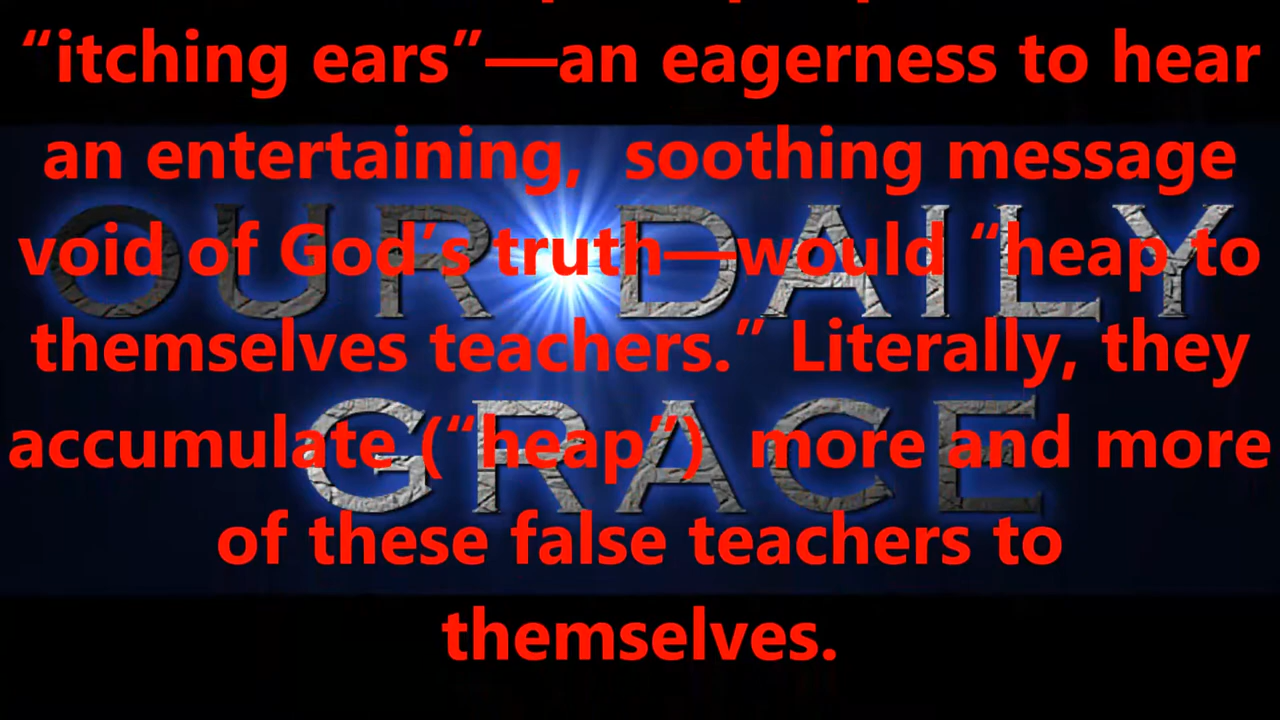 “itching ears”—an eagerness to hear
an entertaining,  soothing message
void of God’s truth—would “heap to
themselves teachers.” Literally, they
accumulate (“heap”)  more and more
of these false teachers to
themselves.
OUR DAILY
GRACE